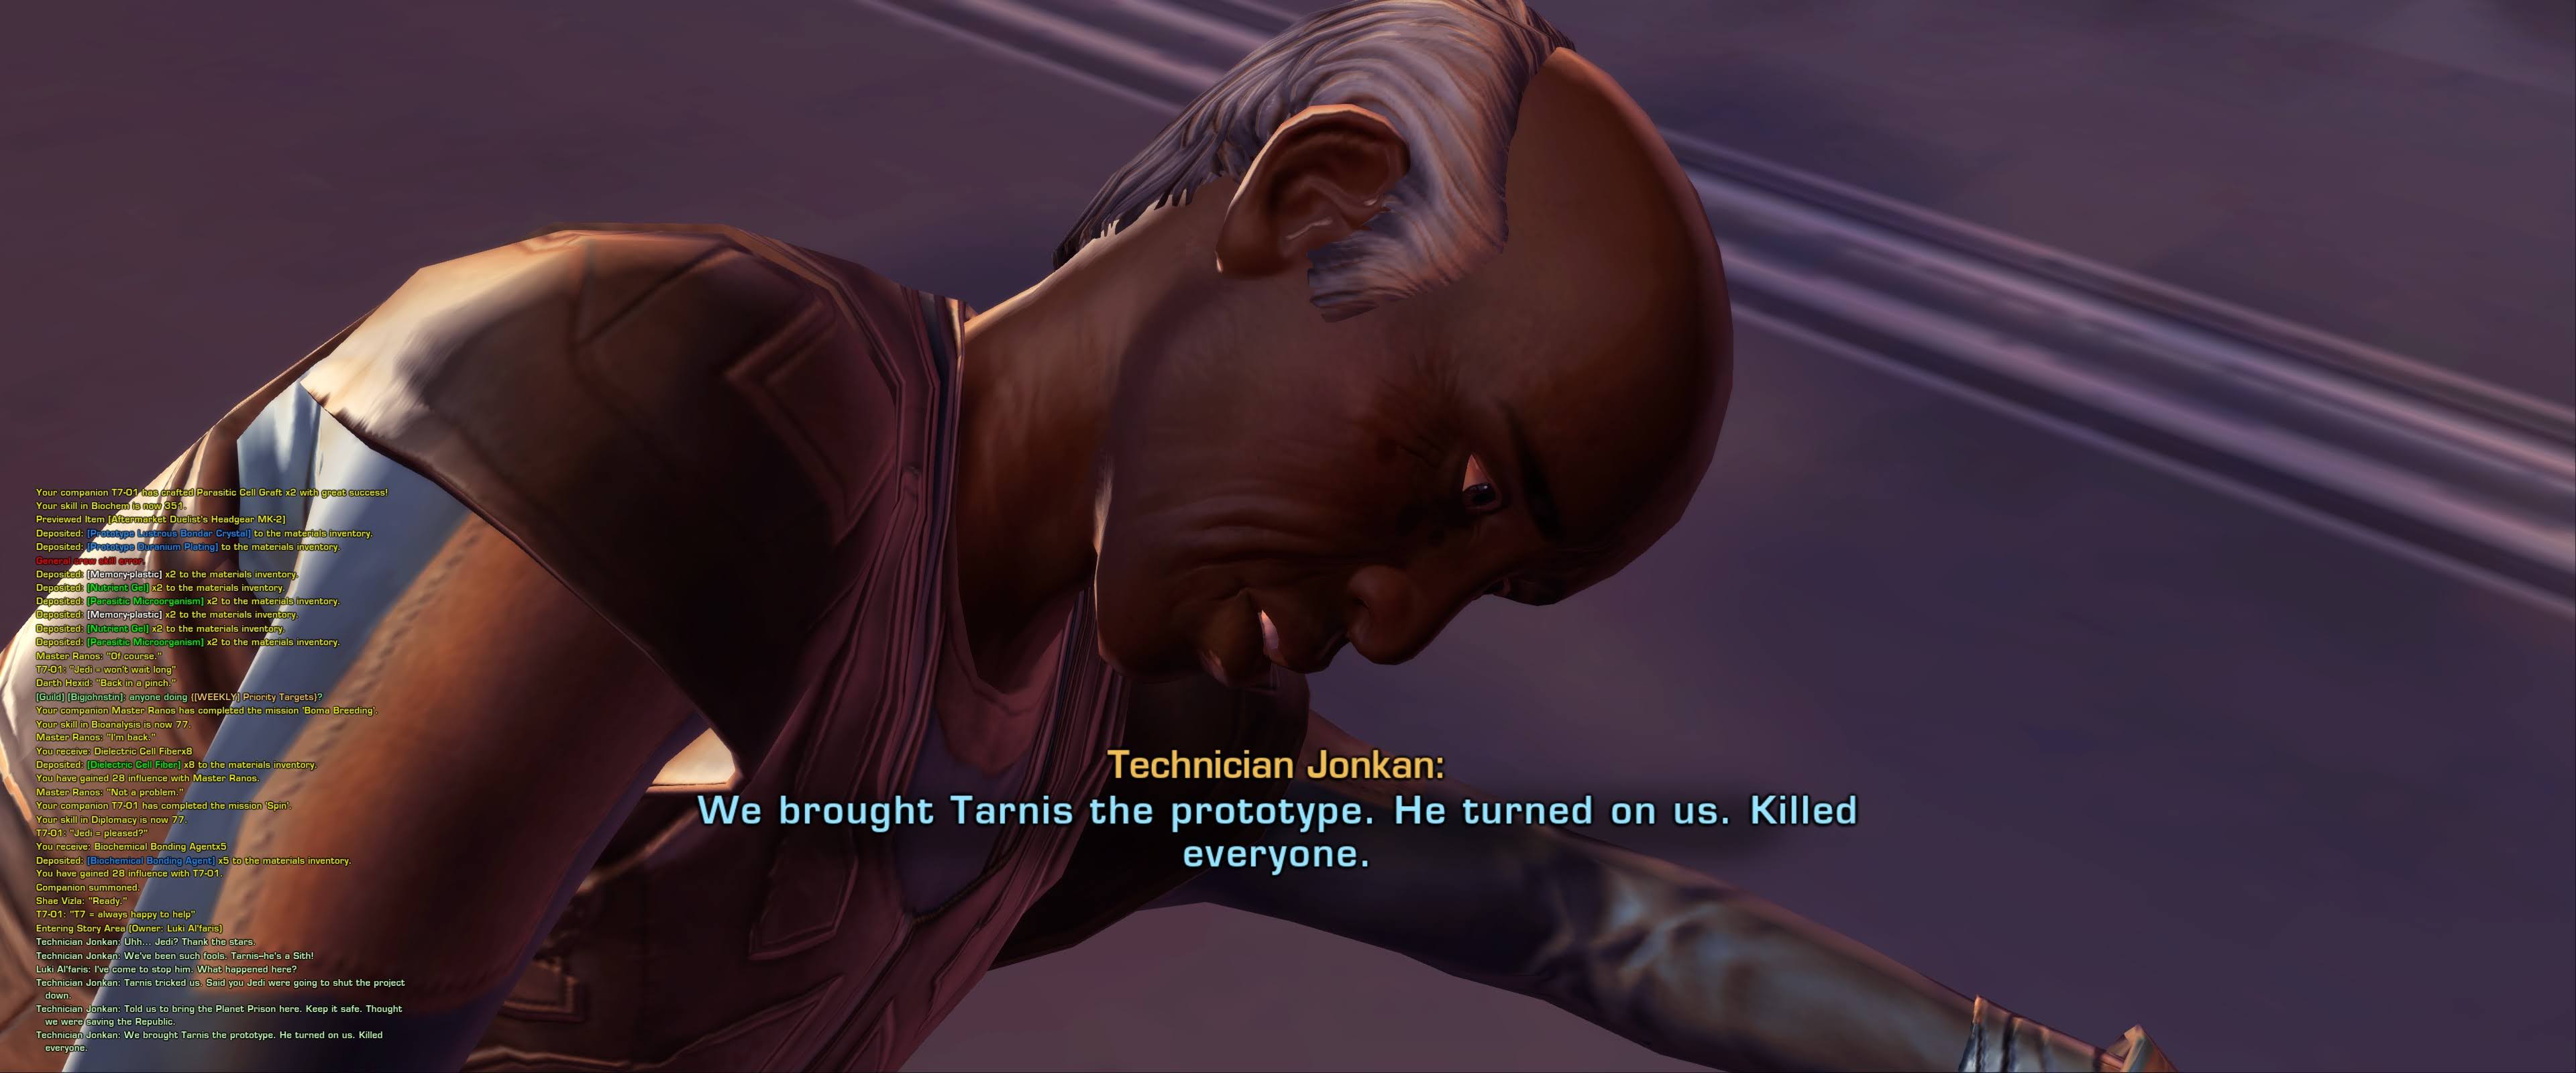 Your companion T7-01 has crafted Parasitic Cell Graft x2 with great success!
Your skill in Biochem is now 351.
Previewed Item [Aftermarket Duelist's Headgear MK-2]
Deposited: [Prototype Lustrous Bondar Crystal] to the materials inventory.
Deposited: [Prototype Duranium Plating] to the materials inventory.
General crew skill error.
Deposited: [Memory-plastic] x2 to the materials inventory.
Deposited: [Nutrient Gel] x2 to the materials inventory.
Deposited: [Parasitic Microorganism] x2 to the materials inventory.
Deposited: [Memory-plastic] x2 to the materials inventory.
Deposited: [Nutrient Gel] x2 to the materials inventory.
Deposited: [Parasitic Microorganism] x2 to the materials inventory.
Master Ranos: "Of course."
T7-01: "Jedi = won't wait long"
Darth Hexid: "Back in a pinch."
[Guild] [Bigjohnstin]: anyone doing {[WEEKLY] Priority Targets}?
Your companion Master Ranos has completed the mission 'Boma Breeding'.
Your skill in Bioanalysis is now 77.
Master Ranos: "I'm back."
You receive: Dielectric Cell Fiberx8
Deposited: [Dielectric Cell Fiber] x8 to the materials inventory.
You have gained 28 influence with Master Ranos.
Master Ranos: "Not a problem."
Your companion T7-01 has completed the mission 'Spin'.
Your skill in Diplomacy is now 77.
T7-01: "Jedi = pleased?"
You receive: Biochemical Bonding Agentx5
Deposited: [Biochemical Bonding Agent] x5 to the materials inventory.
You have gained 28 influence with T7-01.
Companion summoned.
Shae Vizla: "Ready."
T7-01: "T7 = always happy to help"
Entering Story Area (Owner: Luki Al'faris)
Technician Jonkan: Uhh... Jedi? Thank the stars.
Technician Jonkan: We've been such fools. Tarnis–he's a Sith!
Luki Al'faris: I've come to stop him. What happened here?
Technician Jonkan: Tarnis tricked us. Said you Jedi were going to shut the project
down.
Technician Jonkan: Told us to bring the Planet Prison here. Keep it safe. Thought
we were saving the Republic.
Technician Jonkan: We brought Tarnis the prototype. He turned on us. Killed
everyone.
Technician Jonkan:
We brought Tarnis the prototype. He turned on us. Killed
everyone.